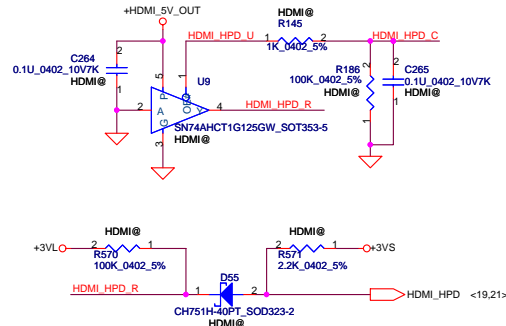 +HDMI_5V_OUT
HDMI@
R145
HDMI_HPD_U
2
1
HDMI_HPD_C
1K_0402_5%
C264
0.1U_0402_10V7K
HDMI@
2
1
5
1
U9
P
OE#
2
A
Y
4
HDMI_HPD_R
G
3
SN74AHCT1G125GW_SOT353-5
HDMI@
R186
100K_0402_5%
HDMI@
2
1
2
1
C265
0.1U_0402_10V7K
HDMI@
HDMI@
HDMI@
+3VL
2
1
R570
100K_0402_5%
2
1
+3VS
R571
2.2K_0402_5%
D55
HDMI_HPD_R
1
2
HDMI_HPD
<19,21>
CH751H-40PT_SOD323-2
HDMI@